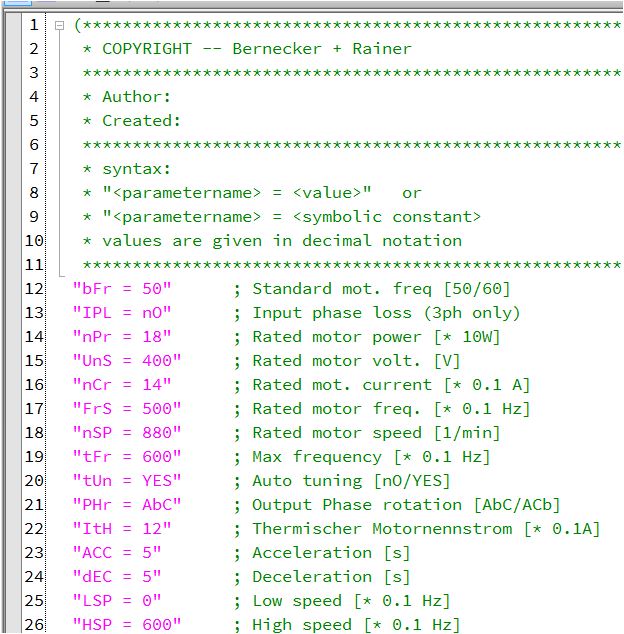 1 (******************************************************
2 * COPYRIGHT -- Bernecker + Rainer
3 ******************************************************
4 * Author:
5 * Created:
6 ******************************************************
7 * syntax:
8 * "<parametername> = <value>"   or
9 * "<parametername> = <symbolic constant>
10 * values are given in decimal notation
11 ******************************************************
12 "bFr = 50"      ; Standard mot. freq [50/60]
13 "IPL = nO"      ; Input phase loss (3ph only)
14 "nPr = 18"      ; Rated motor power [* 10W]
15 "UnS = 400"     ; Rated motor volt. [V]
16 "nCr = 14"      ; Rated mot. current [* 0.1 A]
17 "FrS = 500"     ; Rated motor freq. [* 0.1 Hz]
18 "nSP = 880"     ; Rated motor speed [1/min]
19 "tFr = 600"     ; Max frequency [* 0.1 Hz]
20 "tUn = YES"     ; Auto tuning [nO/YES]
21 "PHr = AbC"     ; Output Phase rotation [AbC/ACb]
22 "ItH = 12"      ; Thermischer Motornennstrom [* 0.1A]
23 "ACC = 5"       ; Acceleration [s]
24 "dEC = 5"       ; Deceleration [s]
25 "LSP = 0"       ; Low speed [* 0.1 Hz]
26 "HSP = 600"     ; High speed [* 0.1 Hz]